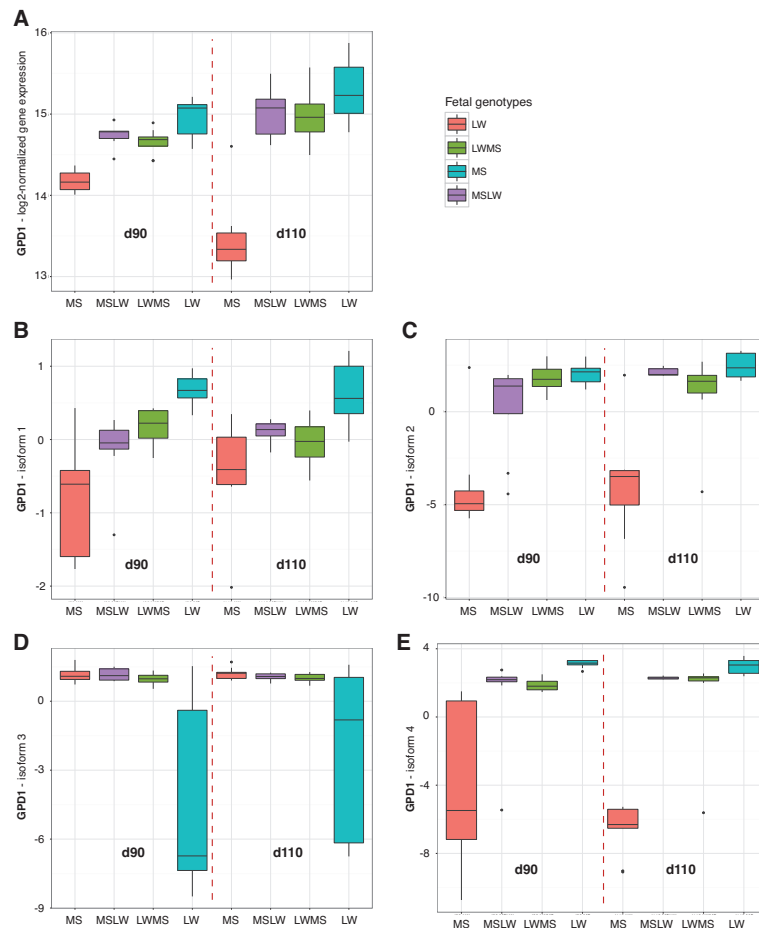 A
GPD1 - log2-normalized gene expression
16
15
14
13
d90
d110
MS MSLW LWMS LW MS MSLW LWMS LW
Fetal genotypes
LW
LWMS
MS
MSLW
B
GPD1 - isoform 1
1
0
-1
-2
d90
d110
MS MSLW LWMS LW MS MSLW LWMS LW
C
GPD1 - isoform 2
0
-5
-10
d90
d110
MS MSLW LWMS LW MS MSLW LWMS LW
D
GPD1 - isoform 3
0
-3
-6
-9
d90
d110
MS MSLW LWMS LW MS MSLW LWMS LW
E
GPD1 - isoform 4
4
0
-4
-8
d90
d110
MS MSLW LWMS LW MS MSLW LWMS LW